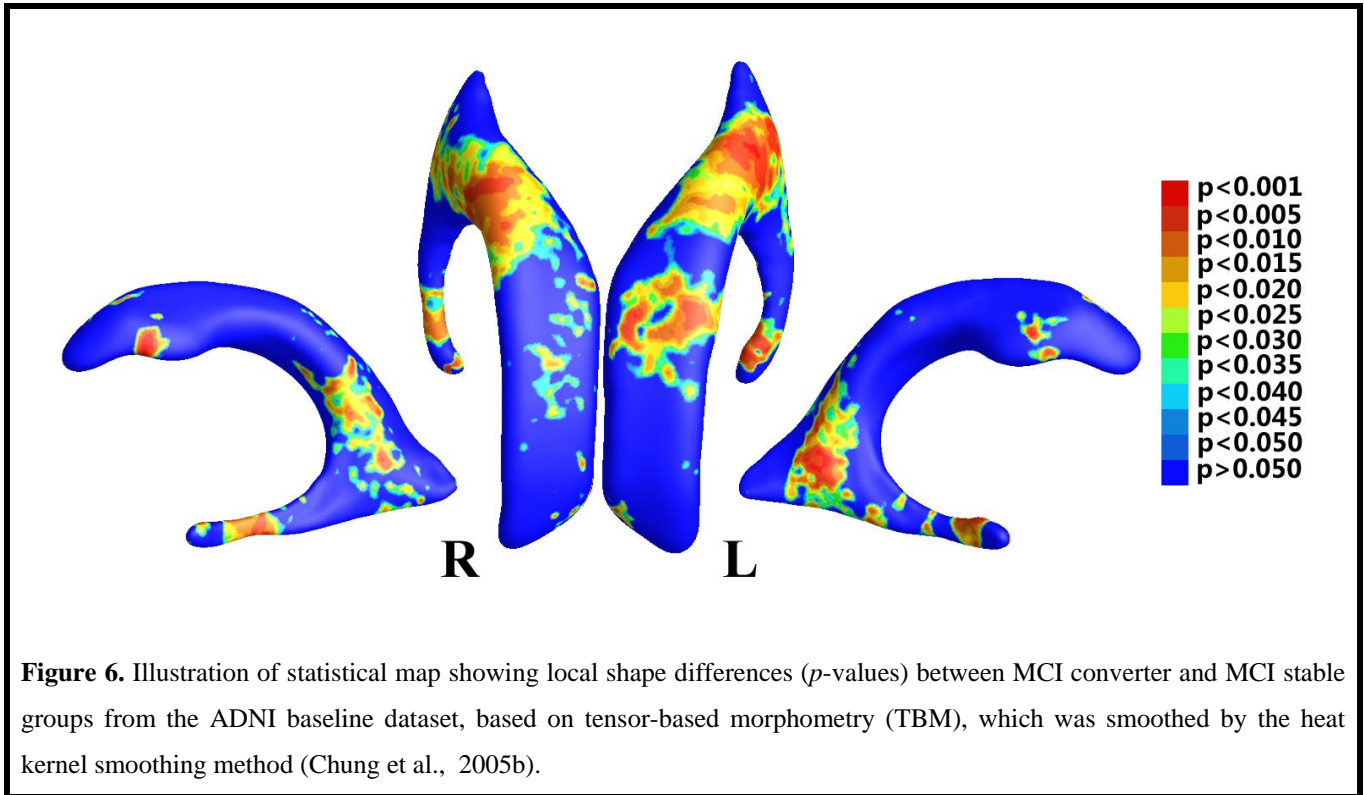 p<0.001
p<0.005
p<0.010
p<0.015
p<0.020
p<0.025
p<0.030
p<0.035
p<0.040
p<0.045
p<0.050
p>0.050
R
L
Figure 6. Illustration of statistical map showing local shape differences (p-values) between MCI converter and MCI stable
groups from the ADNI baseline dataset, based on tensor-based morphometry (TBM), which was smoothed by the heat
kernel smoothing method (Chung et al., 2005b).